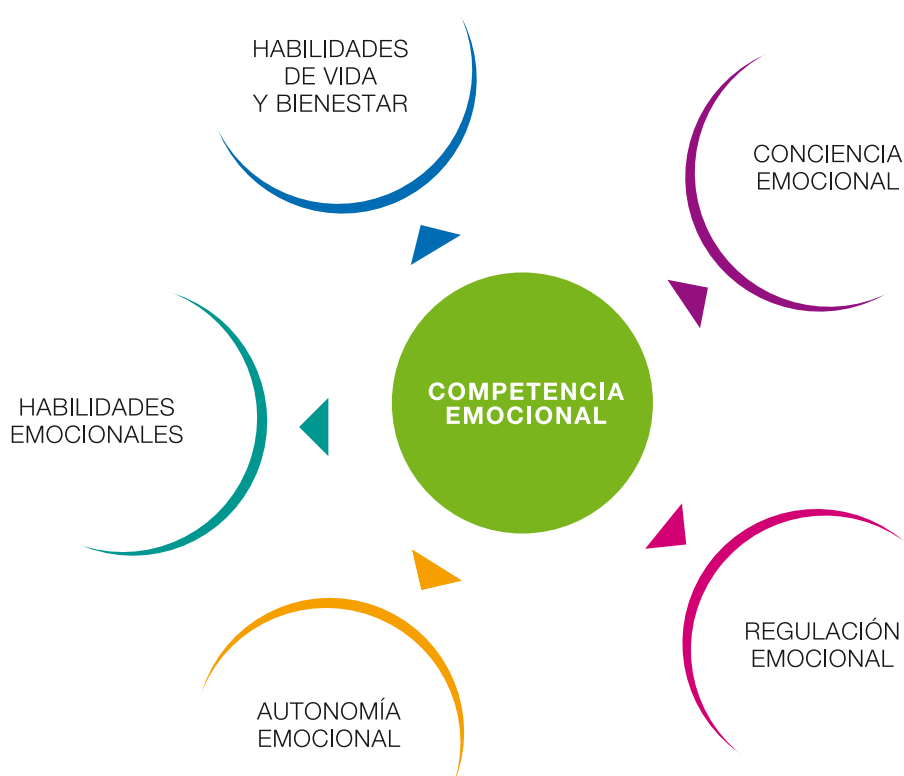 HABILIDADES
DE VIDA
Y BIENESTAR
CONCIENCIA
EMOCIONAL
COMPETENCIA
EMOCIONAL
HABILIDADES
EMOCIONALES
REGULACIÓN
EMOCIONAL
AUTONOMÍA
EMOCIONAL